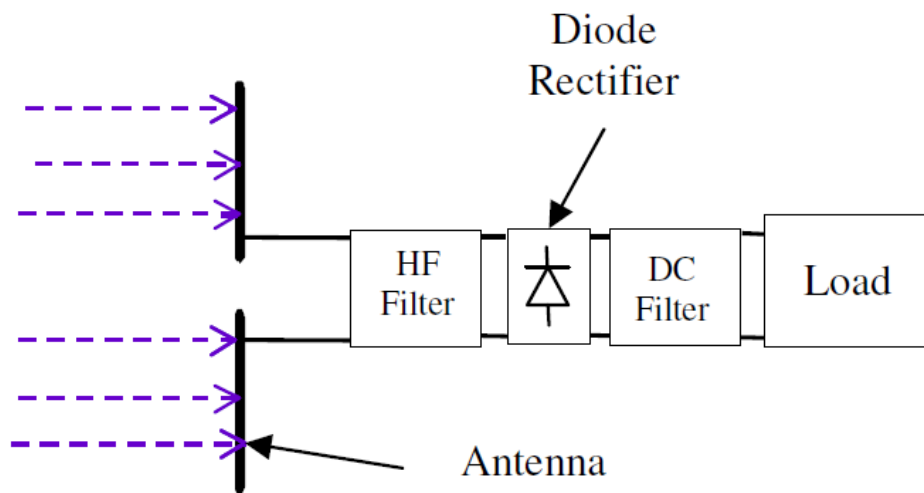 Diode
Rectifier
HF
Filter
DC
Filter
Load
Antenna